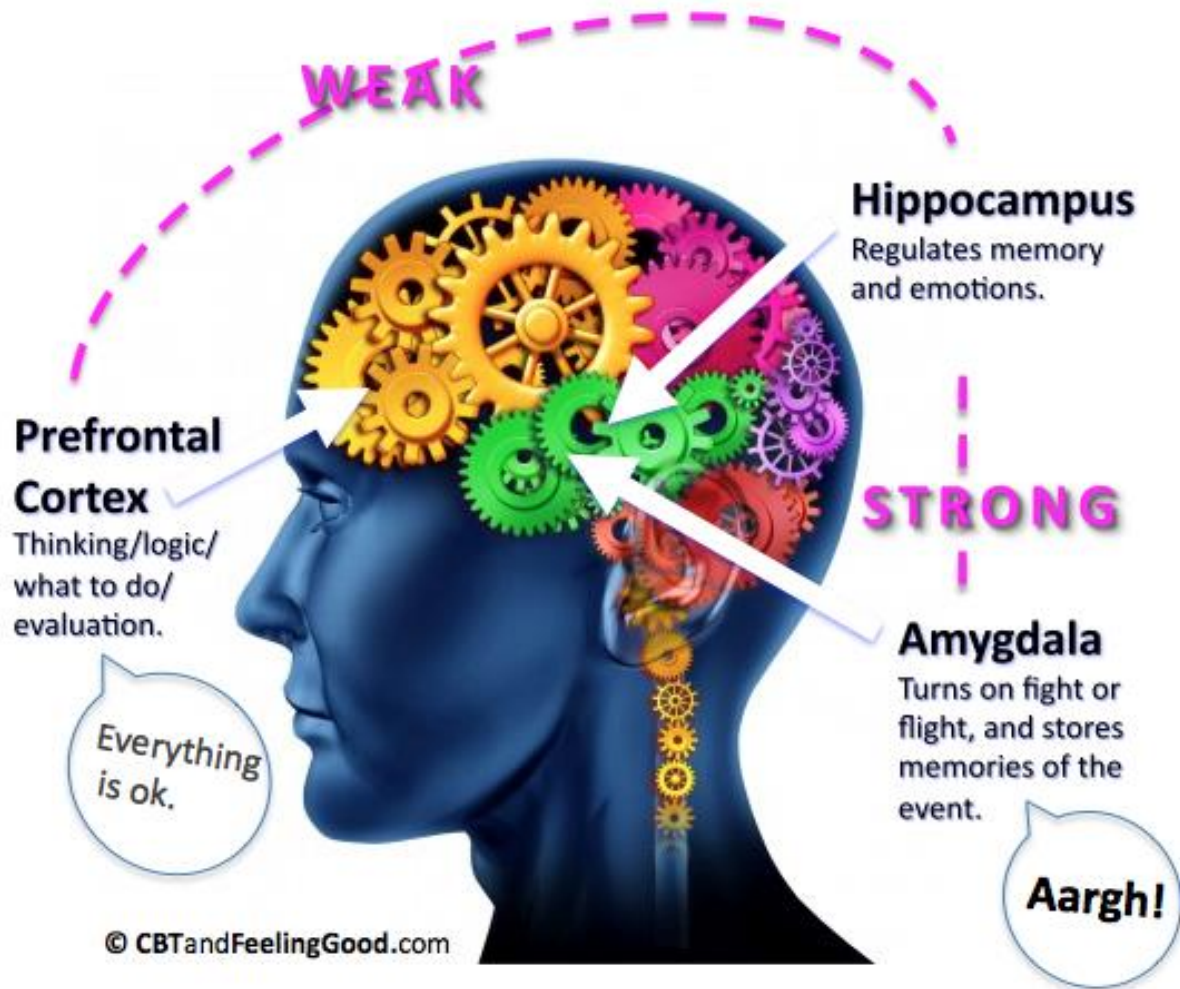 WEAK
Hippocampus
Regulates memory
and emotions.
Prefrontal
Cortex
Thinking/logic/
what to do/
evaluation.
STRONG
Amygdala
Turns on fight or
flight, and stores
memories of the
event.
Everything
is ok.
Aargh!
© CBTandFeelingGood.com